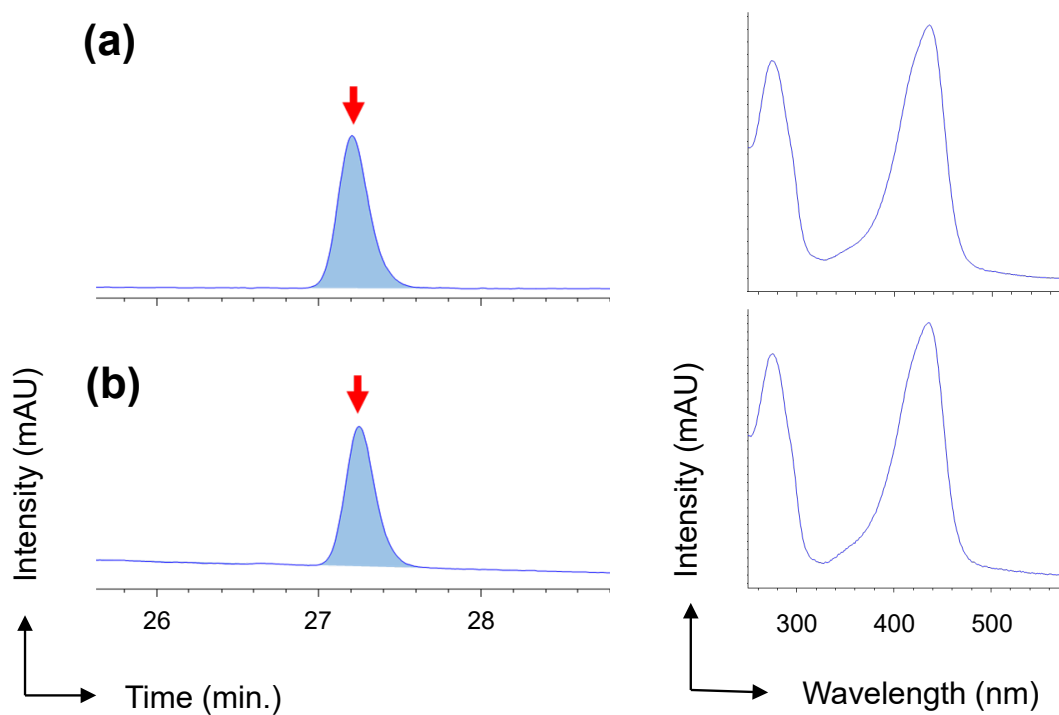 (a)
(b)
Intensity (mAU)
26 27 28
Time (min.)
Intensity (mAU)
300 400 500
Wavelength (nm)